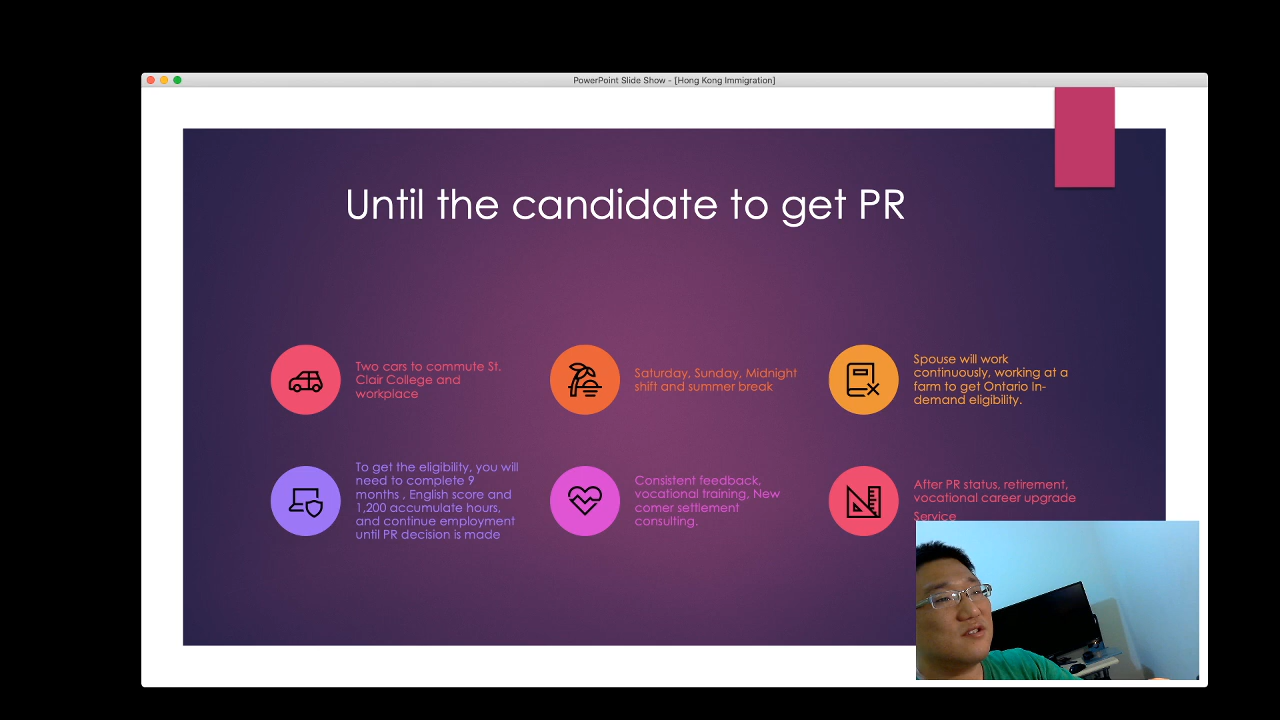 PowerPoint Slide Show - [Hong Kong Immigration]
Until the candidate to get PR
Two cars to commute St.
Clair College and
workplace
Saturday, Sunday, Midnight
shift and summer break
Spouse will work
continuously, working at a
farm to get Ontario In-
demand eligibility.
To get the eligibility, you will
need to complete 9
months , English score and
1,200 accumulate hours,
and continue employment
until PR decision is made
Consistent feedback,
vocational training, New
comer settlement
consulting.
After PR status, retirement,
vocational career upgrade
Service